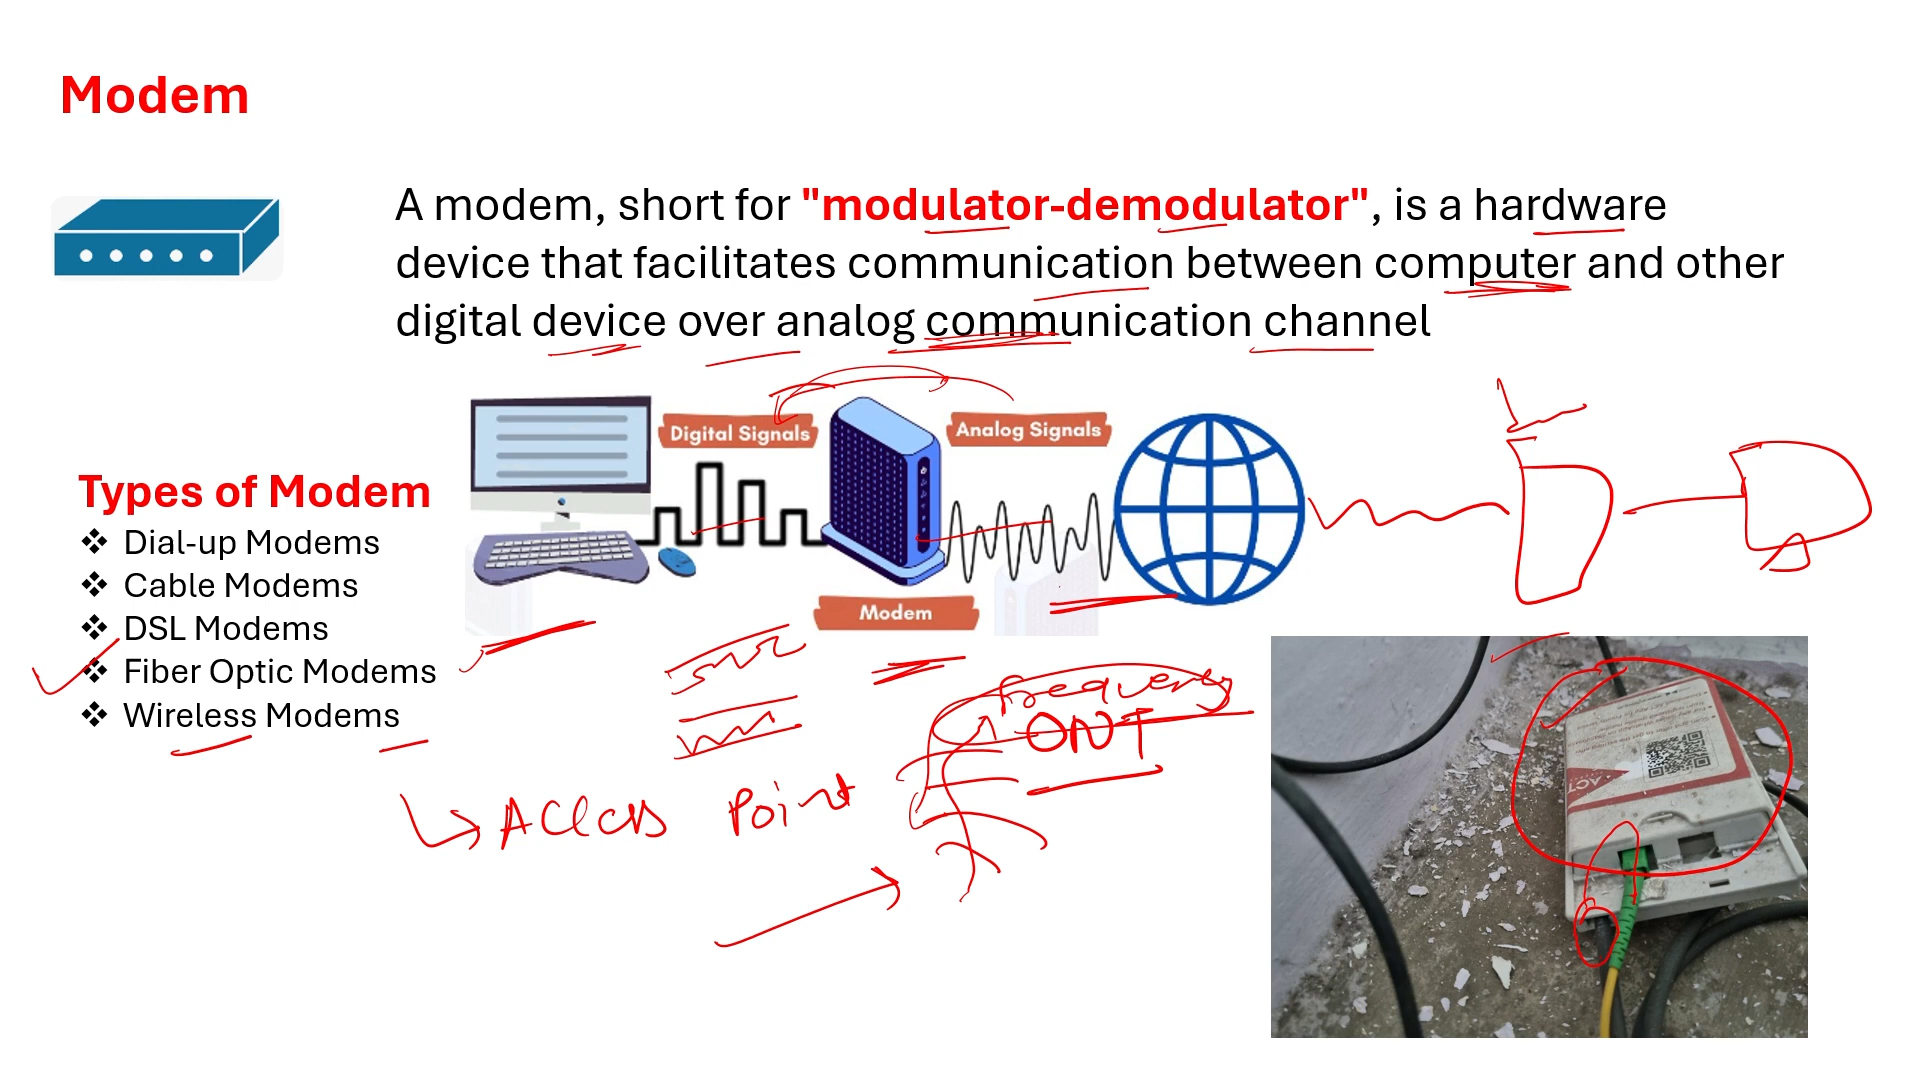 Modem
A modem, short for "modulator-demodulator", is a hardware
device that facilitates communication between computer and other
digital device over analog communication channel
Digital Signals
Analog Signals
Modem
Types of Modem
❖ Dial-up Modems
❖ Cable Modems
❖ DSL Modems
❖ Fiber Optic Modems
❖ Wireless Modems
frequency
ONT
Access Point
ACT